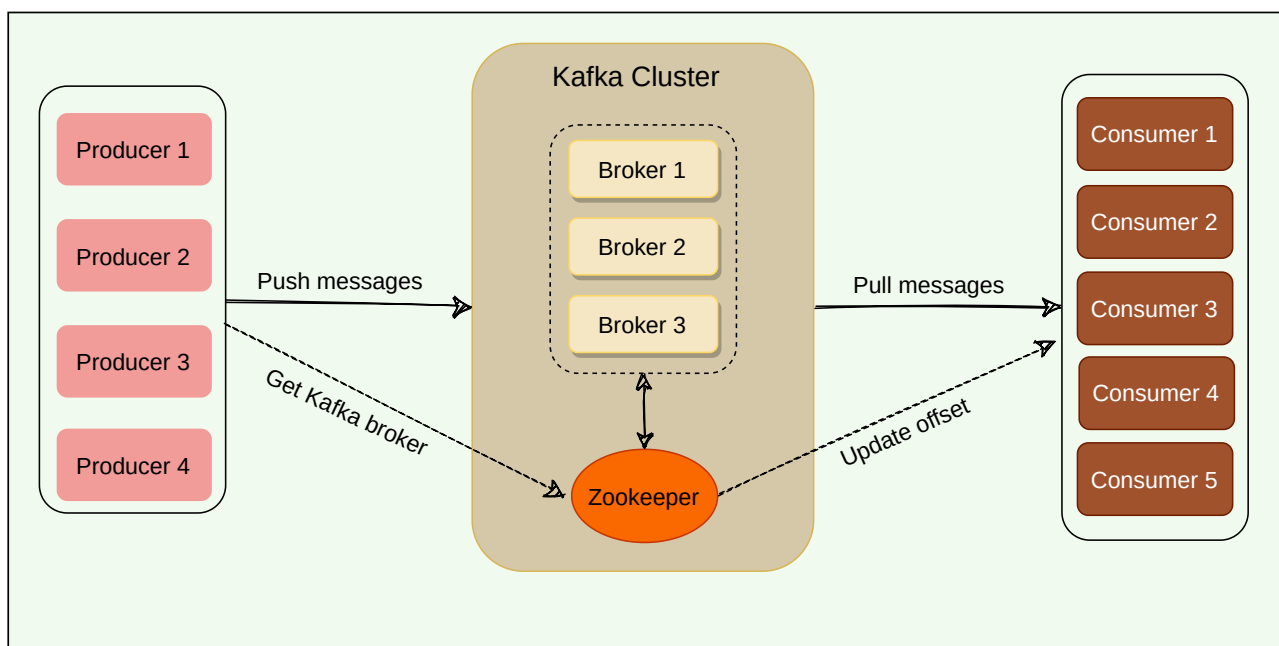 Kafka Cluster
Producer 1
Producer 2
Producer 3
Producer 4
Push messages
Get Kafka broker
Broker 1
Broker 2
Broker 3
Zookeeper
Pull messages
Update offset
Consumer 1
Consumer 2
Consumer 3
Consumer 4
Consumer 5